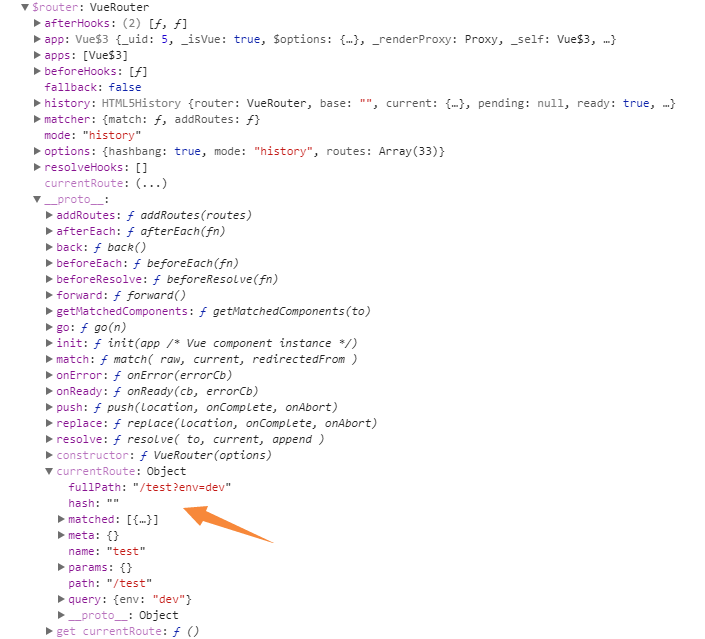 $router: VueRouter
afterHooks: (2) [ƒ, ƒ]
app: Vue$3 {_uid: 5, _isVue: true, $options: {…}, _renderProxy: Proxy, _self: Vue$3, …}
apps: [Vue$3]
beforeHooks: [ƒ]
fallback: false
history: HTML5History {router: VueRouter, base: "", current: {…}, pending: null, ready: true, …}
matcher: {match: ƒ, addRoutes: ƒ}
mode: "history"
options: {hashbang: true, mode: "history", routes: Array(33)}
resolveHooks: []
currentRoute: (...)
__proto__:
addRoutes: ƒ addRoutes(routes)
afterEach: ƒ afterEach(fn)
back: ƒ back()
beforeEach: ƒ beforeEach(fn)
beforeResolve: ƒ beforeResolve(fn)
forward: ƒ forward()
getMatchedComponents: ƒ getMatchedComponents(to)
go: ƒ go(n)
init: ƒ init(app /* Vue component instance */)
match: ƒ match( raw, current, redirectedFrom )
onError: ƒ onError(errorCb)
onReady: ƒ onReady(cb, errorCb)
push: ƒ push(location, onComplete, onAbort)
replace: ƒ replace(location, onComplete, onAbort)
resolve: ƒ resolve( to, current, append )
constructor: ƒ VueRouter(options)
currentRoute: Object
fullPath: "/test?env=dev"
hash: ""
matched: [{…}]
meta: {}
name: "test"
params: {}
path: "/test"
query: {env: "dev"}
__proto__: Object
get currentRoute: ƒ ()